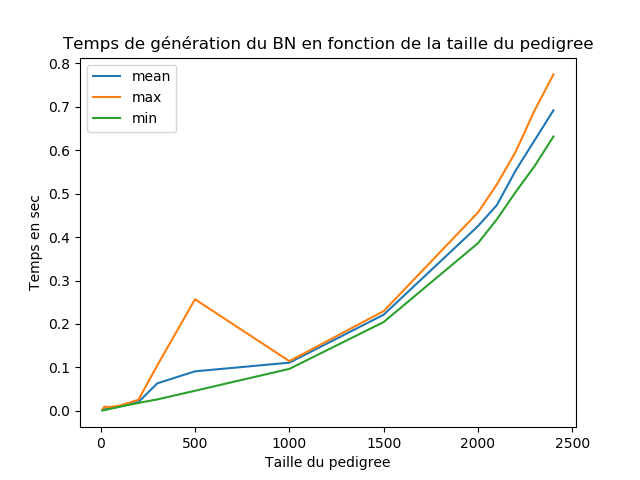 Temps de génération du BN en fonction de la taille du pedigree
mean
max
min
0.8
0.7
0.6
0.5
0.4
0.3
0.2
0.1
0.0
Temps en sec
0 500 1000 1500 2000 2500
Taille du pedigree